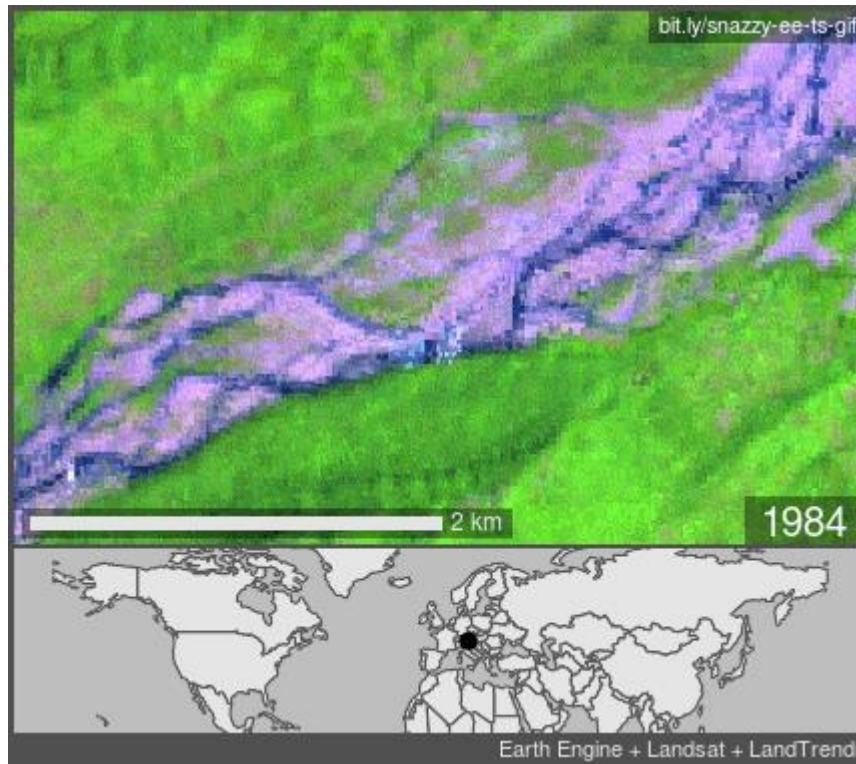 bit.ly/snazzy-ee-ts-gif
2 km
1984
Earth Engine + Landsat + LandTrend